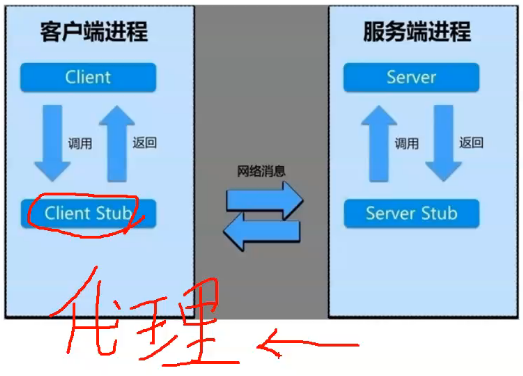 客户端进程
服务端进程
Client
Server
调用
返回
调用
返回
网络消息
Client Stub
Server Stub
代理